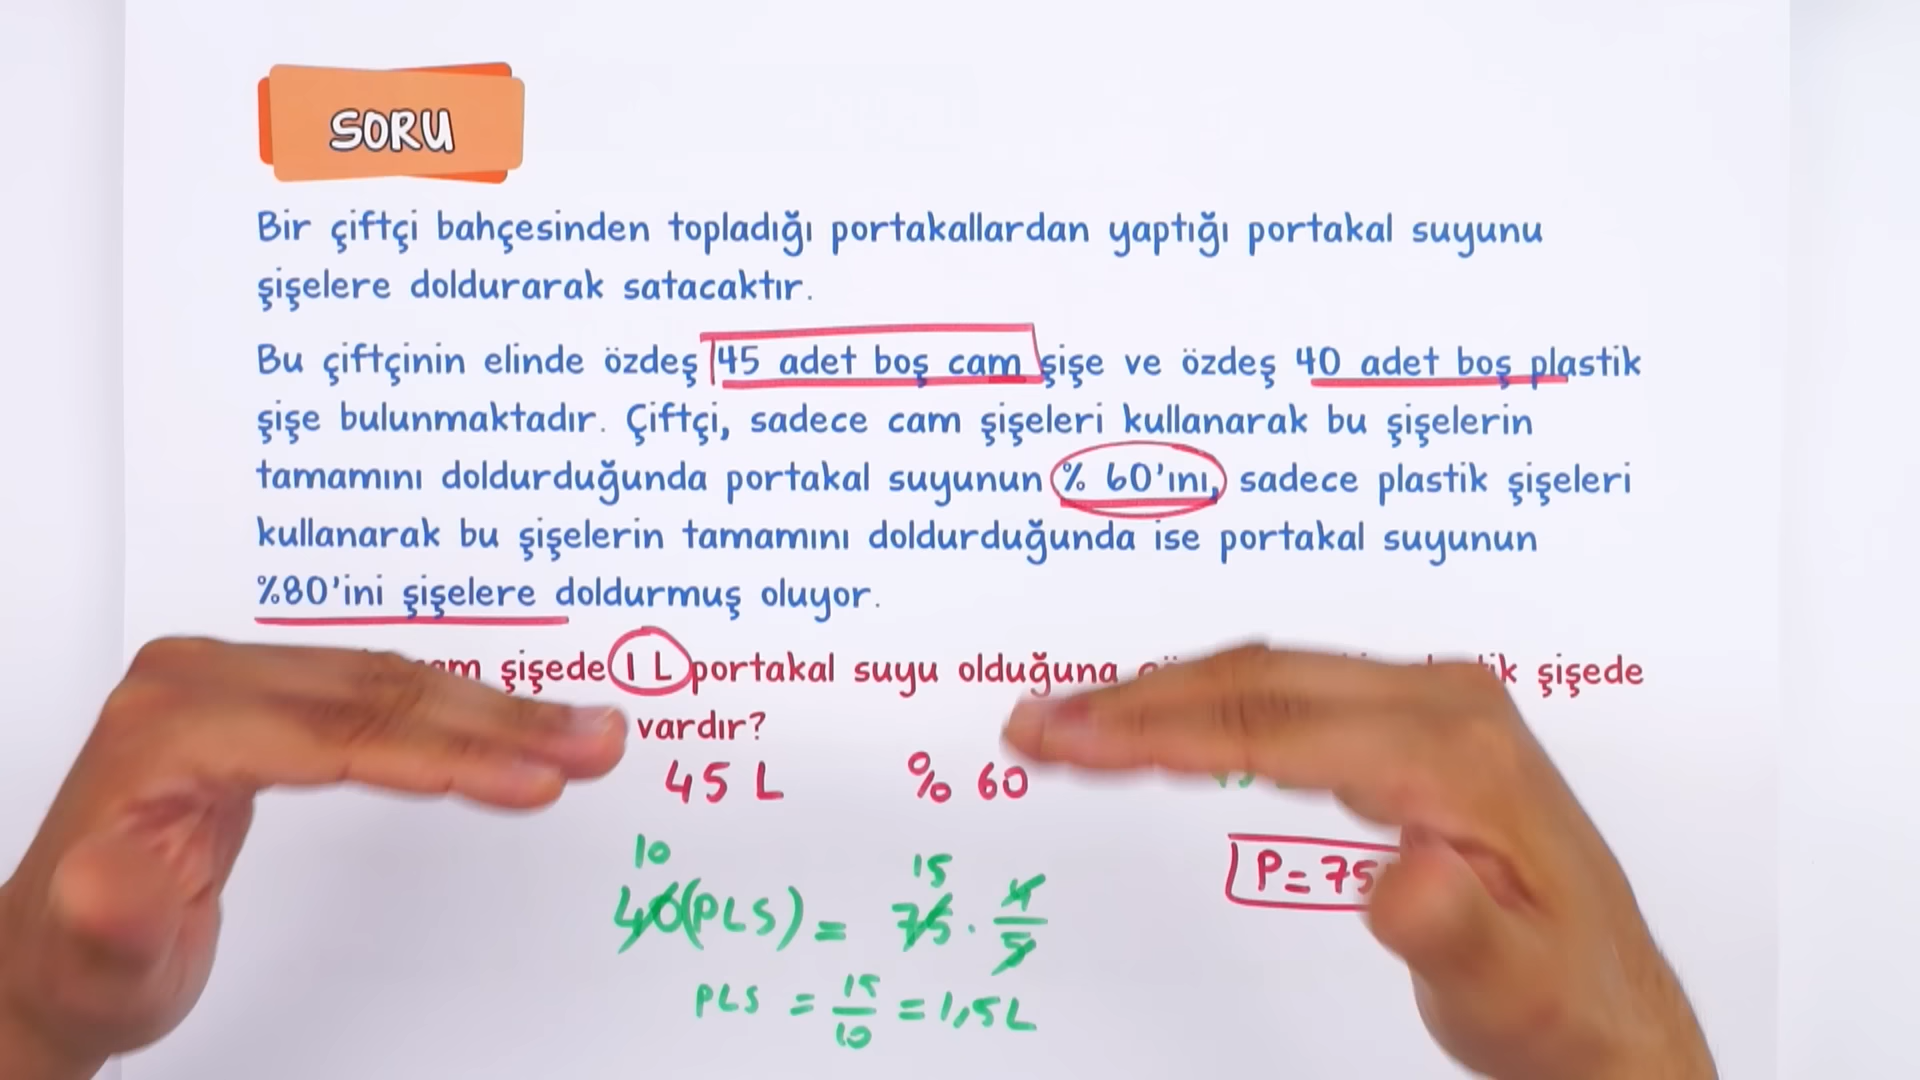 SORU
Bir çiftçi bahçesinden topladığı portakallardan yaptığı portakal suyunu
şişelere doldurarak satacaktır.
Bu çiftçinin elinde özdeş 45 adet boş cam şişe ve özdeş 40 adet boş plastik
şişe bulunmaktadır. Çiftçi, sadece cam şişeleri kullanarak bu şişelerin
tamamını doldurduğunda portakal suyunun % 60'ını, sadece plastik şişeleri
kullanarak bu şişelerin tamamını doldurduğunda ise portakal suyunun
%80'ini şişelere doldurmuş oluyor.
şişede 1 L portakal suyu olduğuna şişede
vardır?
45 L % 60
10 15
40(PLS) = 75 . 4/5
P = 75
PLS = 15/10 = 1,5L